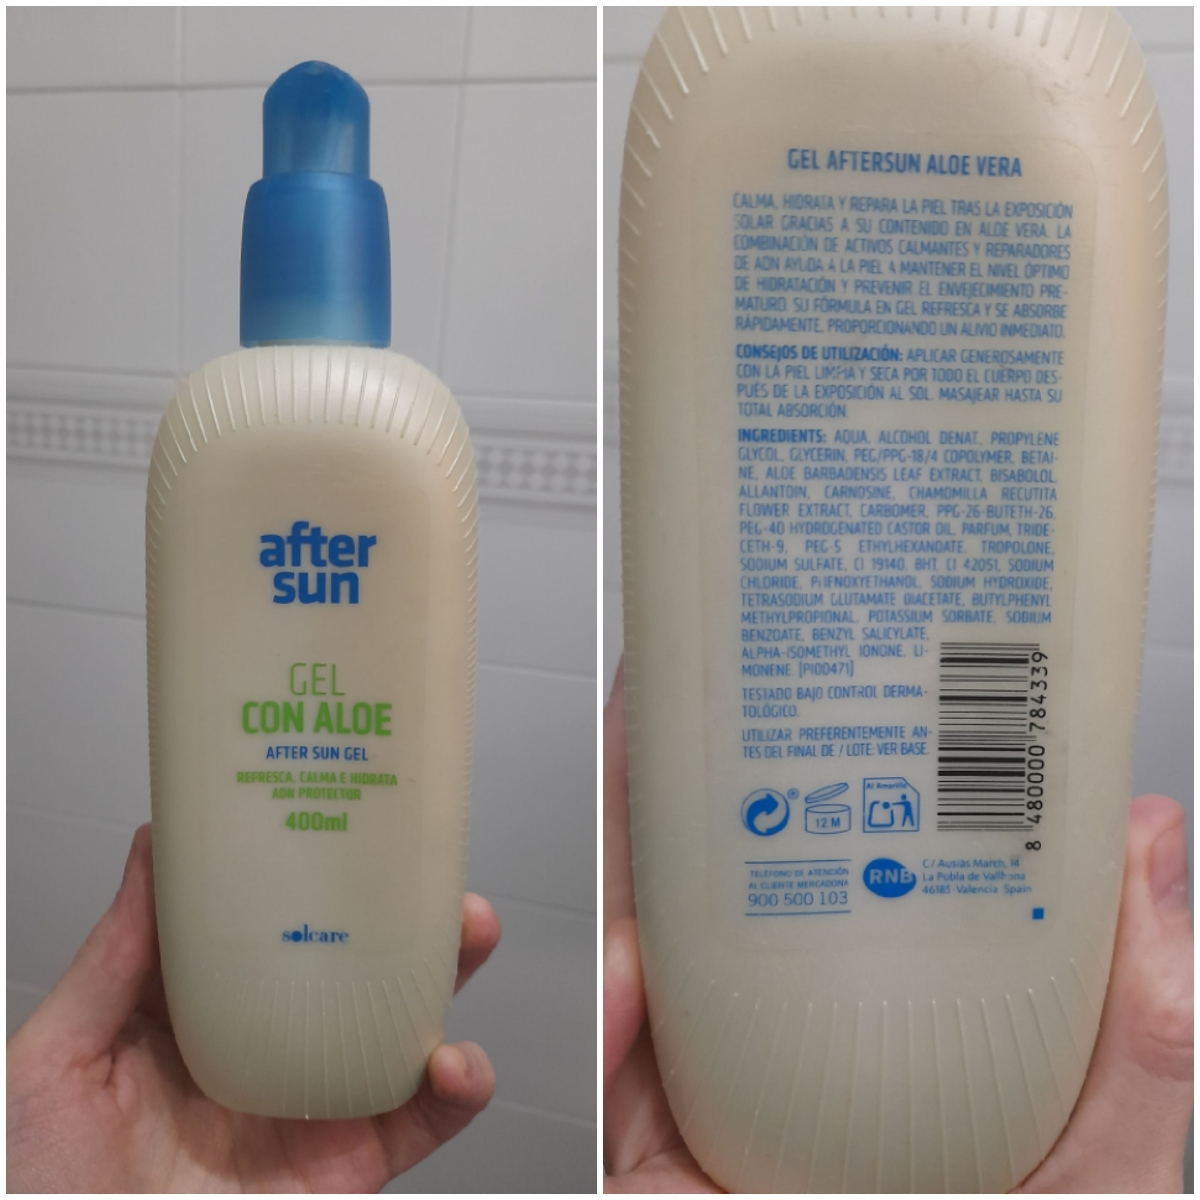 after
sun
GEL
CON ALOE
AFTER SUN GEL
REFRESCA, CALMA E HIDRATA
ADN PROTECTOR
400ml
solcare
GEL AFTERSUN ALOE VERA
CALMA, HIDRATA Y REPARA LA PIEL TRAS LA EXPOSICIÓN
SOLAR GRACIAS A SU CONTENIDO EN ALOE VERA. LA
COMBINACIÓN DE ACTIVOS CALMANTES Y REPARADORES
DE ADN AYUDA A LA PIEL A MANTENER EL NIVEL ÓPTIMO
DE HIDRATACIÓN Y PREVENIR EL ENVEJECIMIENTO PRE-
MATURO. SU FÓRMULA EN GEL REFRESCA Y SE ABSORBE
RÁPIDAMENTE, PROPORCIONANDO UN ALIVIO INMEDIATO.
CONSEJOS DE UTILIZACIÓN: APLICAR GENEROSAMENTE
CON LA PIEL LIMPIA Y SECA POR TODO EL CUERPO DES-
PUÉS DE LA EXPOSICIÓN AL SOL. MASAJEAR HASTA SU
TOTAL ABSORCIÓN.
INGREDIENTS: AQUA, ALCOHOL DENAT, PROPYLENE
GLYCOL, GLYCERIN, PEG/PPG-18/4 COPOLYMER, BETAI-
NE, ALOE BARBADENSIS LEAF EXTRACT, BISABOLOL,
ALLANTOIN, CARNOSINE, CHAMOMILLA RECUTITA
FLOWER EXTRACT, CARBOMER, PPG-26-BUTETH-26,
PEG-40 HYDROGENATED CASTOR OIL, PARFUM, TRIDE-
CETH-9, PEG-5 ETHYLHEXANOATE, TROPOLONE,
SODIUM SULFATE, CI 19140, BHT, CI 42051, SODIUM
CHLORIDE, PHENOXYETHANOL, SODIUM HYDROXIDE,
TETRASODIUM GLUTAMATE DIACETATE, BUTYLPHENYL
METHYLPROPIONAL, POTASSIUM SORBATE, SODIUM
BENZOATE, BENZYL SALICYLATE,
ALPHA-ISOMETHYL IONONE, LI-
MONENE. [PI00471]
TESTADO BAJO CONTROL DERMA-
TOLÓGICO.
UTILIZAR PREFERENTEMENTE AN-
TES DEL FINAL DE / LOTE: VER BASE.
8 480000 784339
®
12 M
Al Amarillo
TELÉFONO DE ATENCIÓN
AL CLIENTE MERCADONA
900 500 103
RNB
C/ Ausiàs March, 14
La Pobla de Vallbona
46185 Valencia Spain